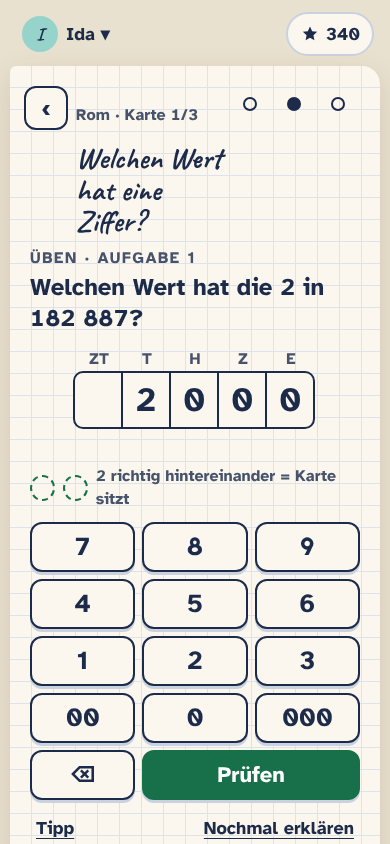 I Ida ▼ ★ 340
‹ Rom · Karte 1/3
Welchen Wert
hat eine
Ziffer?
ÜBEN · AUFGABE 1
Welchen Wert hat die 2 in
182 887?
ZT T H Z E
2 0 0 0
2 richtig hintereinander = Karte
sitzt
7 8 9
4 5 6
1 2 3
00 0 000
⌫ Prüfen
Tipp Nochmal erklären